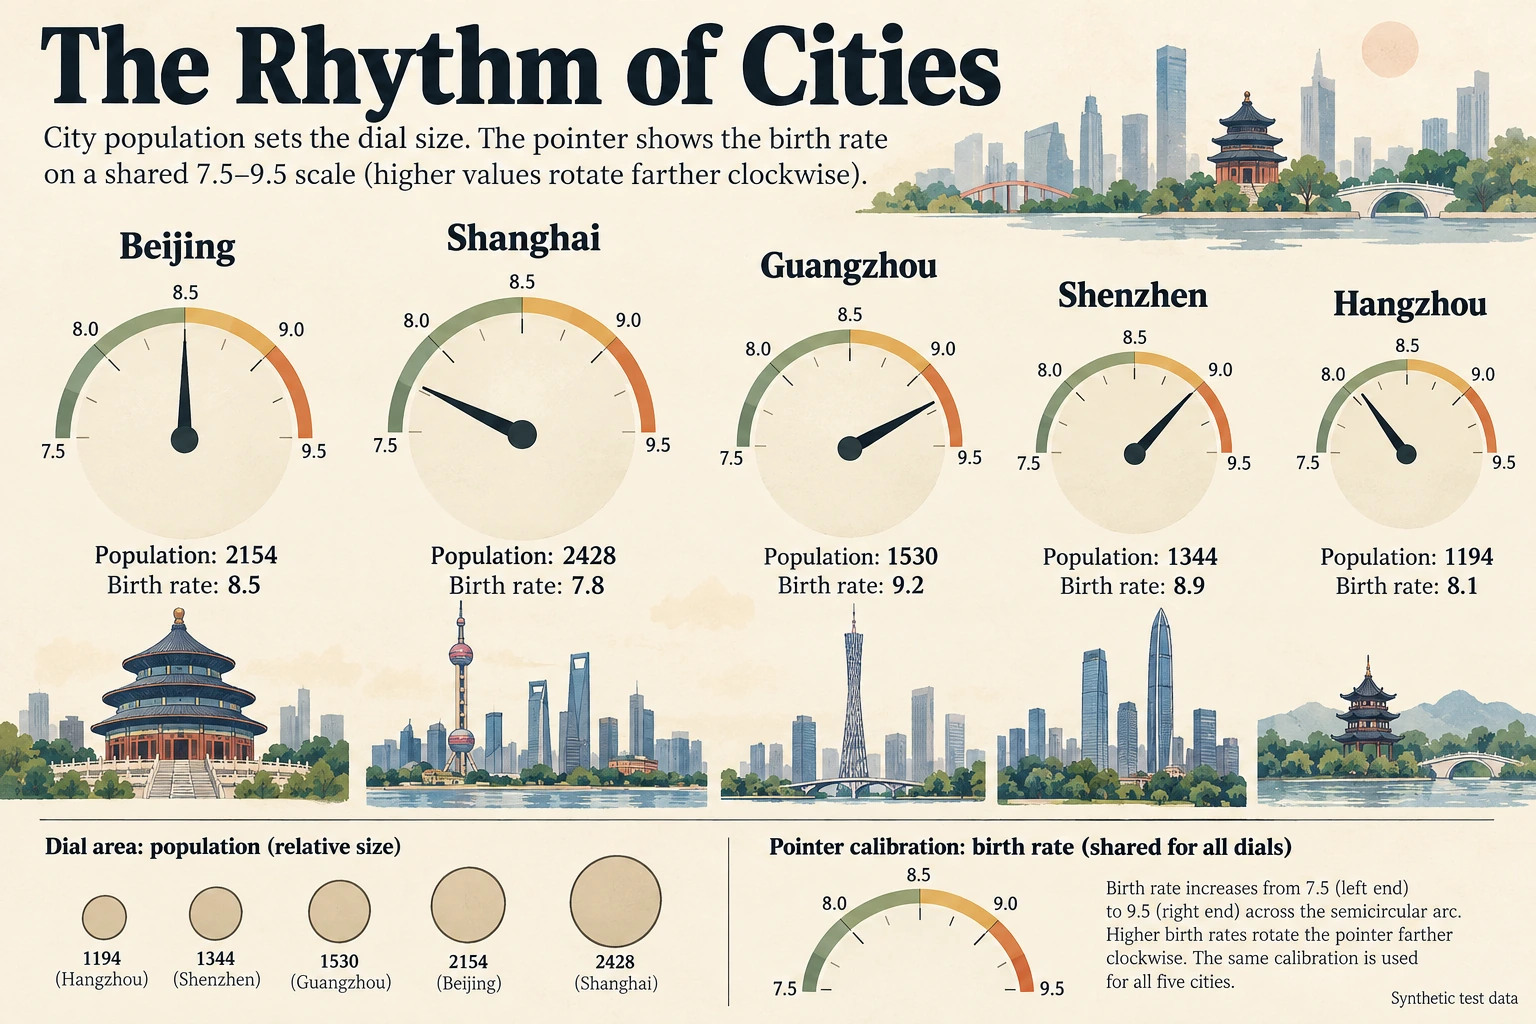 The Rhythm of Cities
City population sets the dial size. The pointer shows the birth rate
on a shared 7.5–9.5 scale (higher values rotate farther clockwise).
Beijing
8.5
8.0
9.0
7.5
9.5
Population: 2154
Birth rate: 8.5
Shanghai
8.5
8.0
9.0
7.5
9.5
Population: 2428
Birth rate: 7.8
Guangzhou
8.5
8.0
9.0
7.5
9.5
Population: 1530
Birth rate: 9.2
Shenzhen
8.5
8.0
9.0
7.5
9.5
Population: 1344
Birth rate: 8.9
Hangzhou
8.5
8.0
9.0
7.5
9.5
Population: 1194
Birth rate: 8.1
Dial area: population (relative size)
1194
(Hangzhou)
1344
(Shenzhen)
1530
(Guangzhou)
2154
(Beijing)
2428
(Shanghai)
Pointer calibration: birth rate (shared for all dials)
8.5
8.0
9.0
7.5
9.5
Birth rate increases from 7.5 (left end)
to 9.5 (right end) across the semicircular arc.
Higher birth rates rotate the pointer farther
clockwise. The same calibration is used
for all five cities.
Synthetic test data